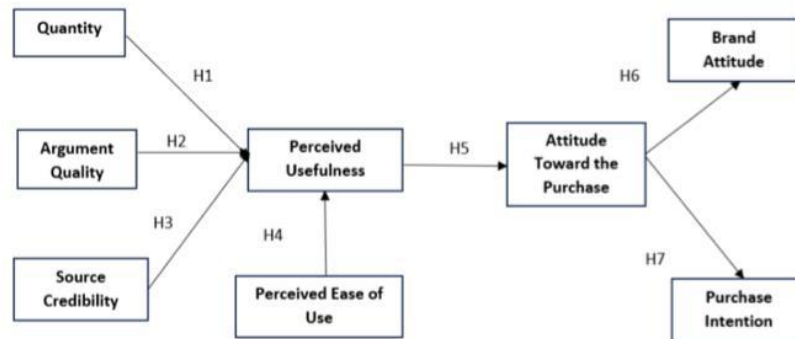 Quantity
H1
Argument
Quality
H2
H3
Source
Credibility
Perceived
Usefulness
H4
Perceived Ease of
Use
H5
Attitude
Toward the
Purchase
H6
Brand
Attitude
H7
Purchase
Intention